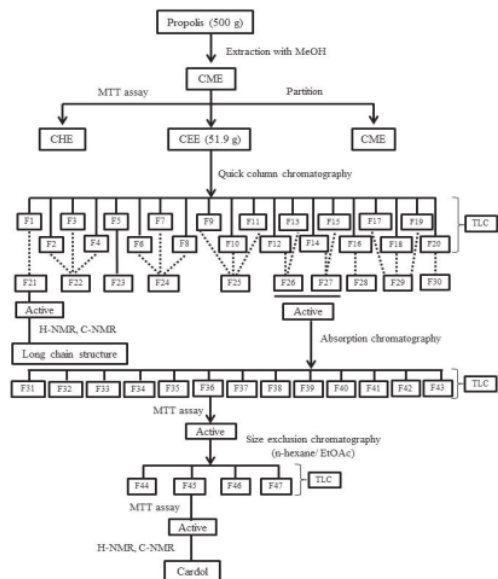 Propolis (500 g)
Extraction with MeOH
CME
MTT assay
Partition
CHE
CEE (51.9 g)
CME
Quick column chromatography
F1
F3
F5
F7
F9
F11
F13
F15
F17
F19
TLC
F2
F4
F6
F8
F10
F12
F14
F16
F18
F20
F21
F22
F23
F24
F25
F26
F27
F28
F29
F30
Active
Active
H-NMR, C-NMR
Absorption chromatography
Long chain structure
F31
F32
F33
F34
F35
F36
F37
F38
F39
F40
F41
F42
F43
TLC
MTT assay
Active
Size exclusion chromatography
(n-hexane/ EtOAc)
F44
F45
F46
F47
TLC
MTT assay
Active
H-NMR, C-NMR
Cardol